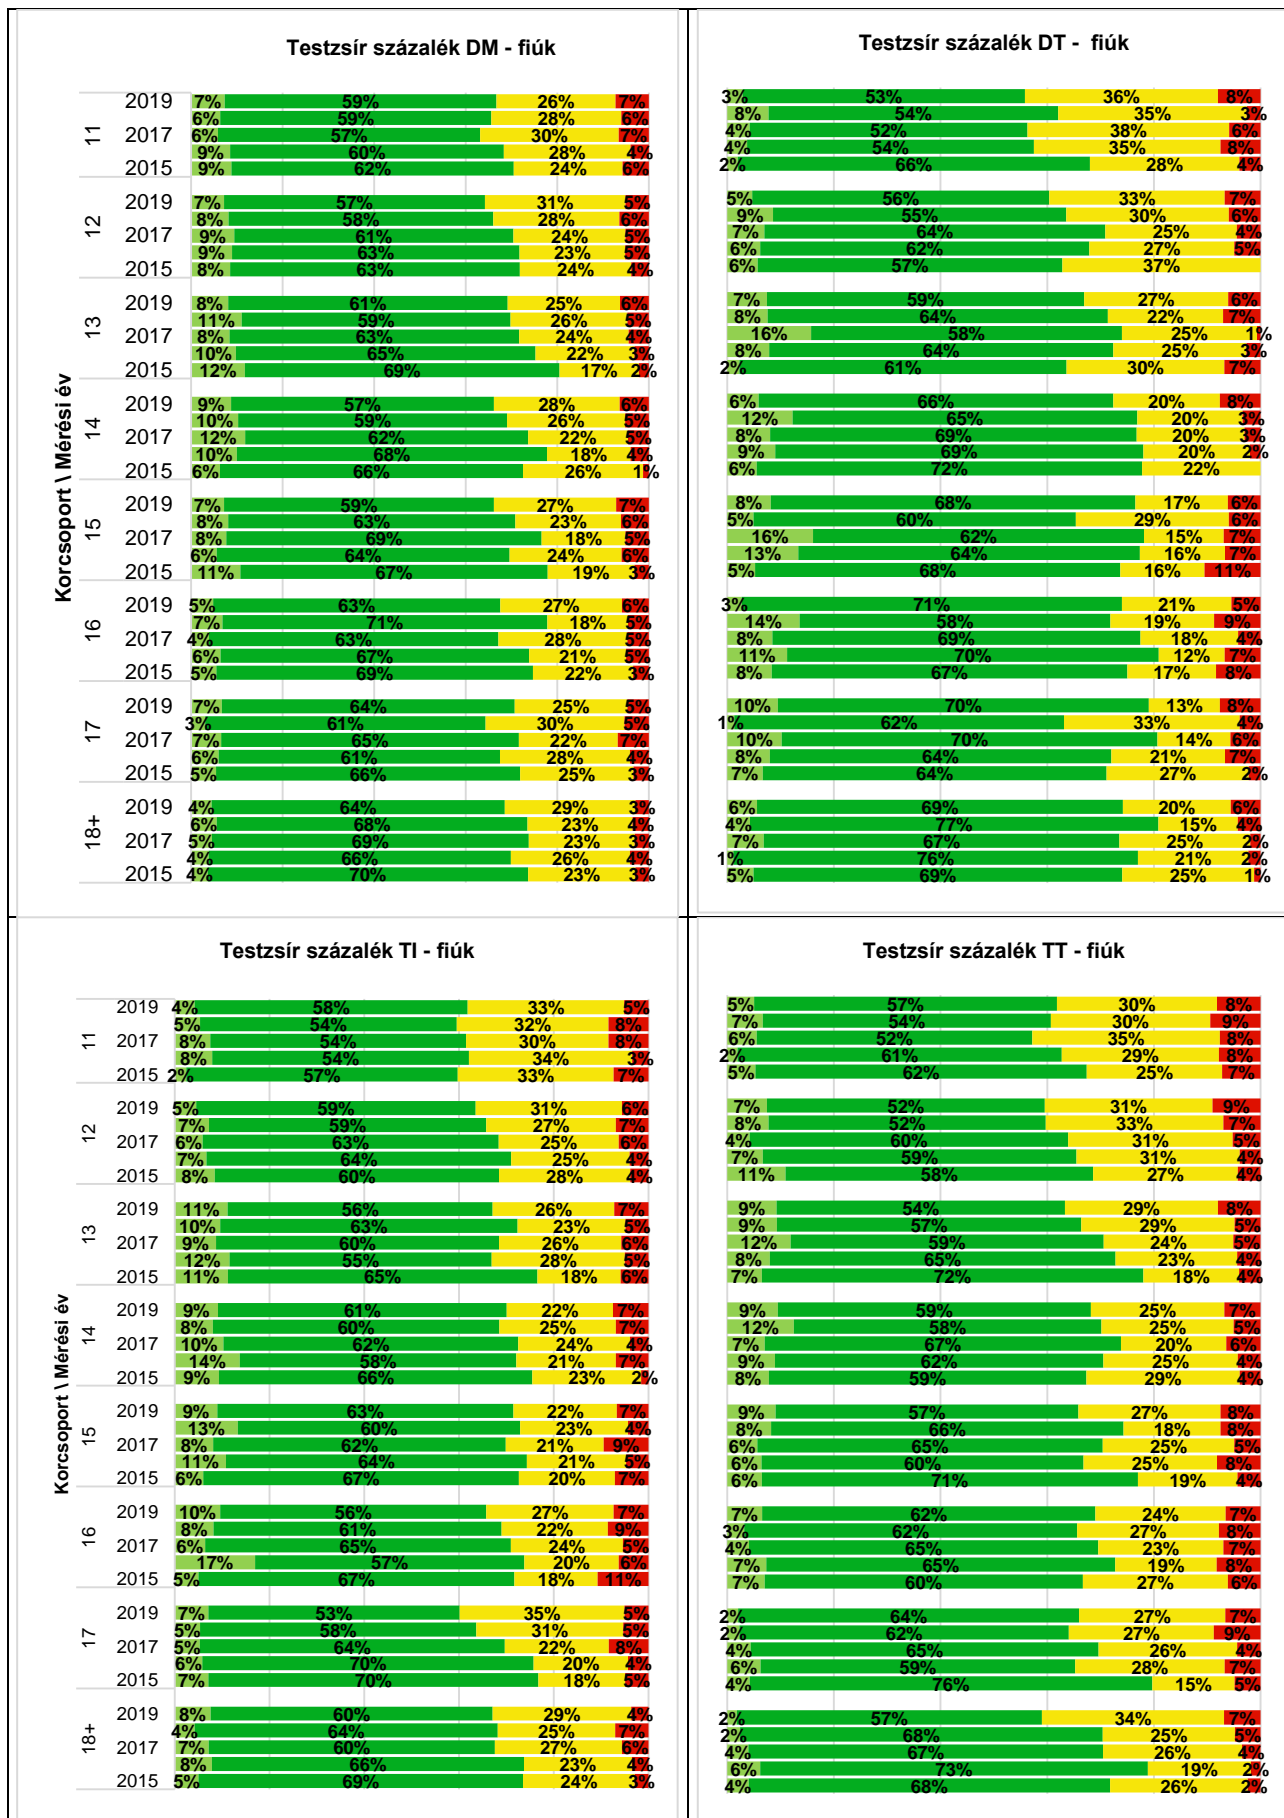 Testzsír százalék DM - fiúk
Korcsoport \ Mérési év
11
2019 7% 59% 26% 7%
6% 59% 28% 6%
2017 6% 57% 30% 7%
9% 60% 28% 4%
2015 9% 62% 24% 6%
12
2019 7% 57% 31% 5%
8% 58% 28% 6%
2017 9% 61% 24% 5%
9% 63% 23% 5%
2015 8% 63% 24% 4%
13
2019 8% 61% 25% 6%
11% 59% 26% 5%
2017 8% 63% 24% 4%
10% 65% 22% 3%
2015 12% 69% 17% 2%
14
2019 9% 57% 28% 6%
10% 59% 26% 5%
2017 12% 62% 22% 5%
10% 68% 18% 4%
2015 6% 66% 26% 1%
15
2019 7% 59% 27% 7%
8% 63% 23% 6%
2017 8% 69% 18% 5%
6% 64% 24% 6%
2015 11% 67% 19% 3%
16
2019 5% 63% 27% 6%
7% 71% 18% 5%
2017 4% 63% 28% 5%
6% 67% 21% 5%
2015 5% 69% 22% 3%
17
2019 7% 64% 25% 5%
3% 61% 30% 5%
2017 7% 65% 22% 7%
6% 61% 28% 4%
2015 5% 66% 25% 3%
18+
2019 4% 64% 29% 3%
6% 68% 23% 4%
2017 5% 69% 23% 3%
4% 66% 26% 4%
2015 4% 70% 23% 3%
Testzsír százalék DT - fiúk
3% 53% 36% 8%
8% 54% 35% 3%
4% 52% 38% 6%
4% 54% 35% 8%
2% 66% 28% 4%
5% 56% 33% 7%
9% 55% 30% 6%
7% 64% 25% 4%
6% 62% 27% 5%
6% 57% 37%
7% 59% 27% 6%
8% 64% 22% 7%
16% 58% 25% 1%
8% 64% 25% 3%
2% 61% 30% 7%
6% 66% 20% 8%
12% 65% 20% 3%
8% 69% 20% 3%
9% 69% 20% 2%
6% 72% 22%
8% 68% 17% 6%
5% 60% 29% 6%
16% 62% 15% 7%
13% 64% 16% 7%
5% 68% 16% 11%
3% 71% 21% 5%
14% 58% 19% 9%
8% 69% 18% 4%
11% 70% 12% 7%
8% 67% 17% 8%
10% 70% 13% 8%
1% 62% 33% 4%
10% 70% 14% 6%
8% 64% 21% 7%
7% 64% 27% 2%
6% 69% 20% 6%
4% 77% 15% 4%
7% 67% 25% 2%
1% 76% 21% 2%
5% 69% 25% 1%
Testzsír százalék TI - fiúk
Korcsoport \ Mérési év
11
2019 4% 58% 33% 5%
5% 54% 32% 8%
2017 8% 54% 30% 8%
8% 54% 34% 3%
2015 2% 57% 33% 7%
12
2019 5% 59% 31% 6%
7% 59% 27% 7%
2017 6% 63% 25% 6%
7% 64% 25% 4%
2015 8% 60% 28% 4%
13
2019 11% 56% 26% 7%
10% 63% 23% 5%
2017 9% 60% 26% 6%
12% 55% 28% 5%
2015 11% 65% 18% 6%
14
2019 9% 61% 22% 7%
8% 60% 25% 7%
2017 10% 62% 24% 4%
14% 58% 21% 7%
2015 9% 66% 23% 2%
15
2019 9% 63% 22% 7%
13% 60% 23% 4%
2017 8% 62% 21% 9%
11% 64% 21% 5%
2015 6% 67% 20% 7%
16
2019 10% 56% 27% 7%
8% 61% 22% 9%
2017 6% 65% 24% 5%
17% 57% 20% 6%
2015 5% 67% 18% 11%
17
2019 7% 53% 35% 5%
5% 58% 31% 5%
2017 5% 64% 22% 8%
6% 70% 20% 4%
2015 7% 70% 18% 5%
18+
2019 8% 60% 29% 4%
4% 64% 25% 7%
2017 7% 60% 27% 6%
8% 66% 23% 4%
2015 5% 69% 24% 3%
Testzsír százalék TT - fiúk
5% 57% 30% 8%
7% 54% 30% 9%
6% 52% 35% 8%
2% 61% 29% 8%
5% 62% 25% 7%
7% 52% 31% 9%
8% 52% 33% 7%
4% 60% 31% 5%
7% 59% 31% 4%
11% 58% 27% 4%
9% 54% 29% 8%
9% 57% 29% 5%
12% 59% 24% 5%
8% 65% 23% 4%
7% 72% 18% 4%
9% 59% 25% 7%
12% 58% 25% 5%
7% 67% 20% 6%
9% 62% 25% 4%
8% 59% 29% 4%
9% 57% 27% 8%
8% 66% 18% 8%
6% 65% 25% 5%
6% 60% 25% 8%
6% 71% 19% 4%
7% 62% 24% 7%
3% 62% 27% 8%
4% 65% 23% 7%
7% 65% 19% 8%
7% 60% 27% 6%
2% 64% 27% 7%
2% 62% 27% 9%
4% 65% 26% 4%
6% 59% 28% 7%
4% 76% 15% 5%
2% 57% 34% 7%
2% 68% 25% 5%
4% 67% 26% 4%
6% 73% 19% 2%
4% 68% 26% 2%